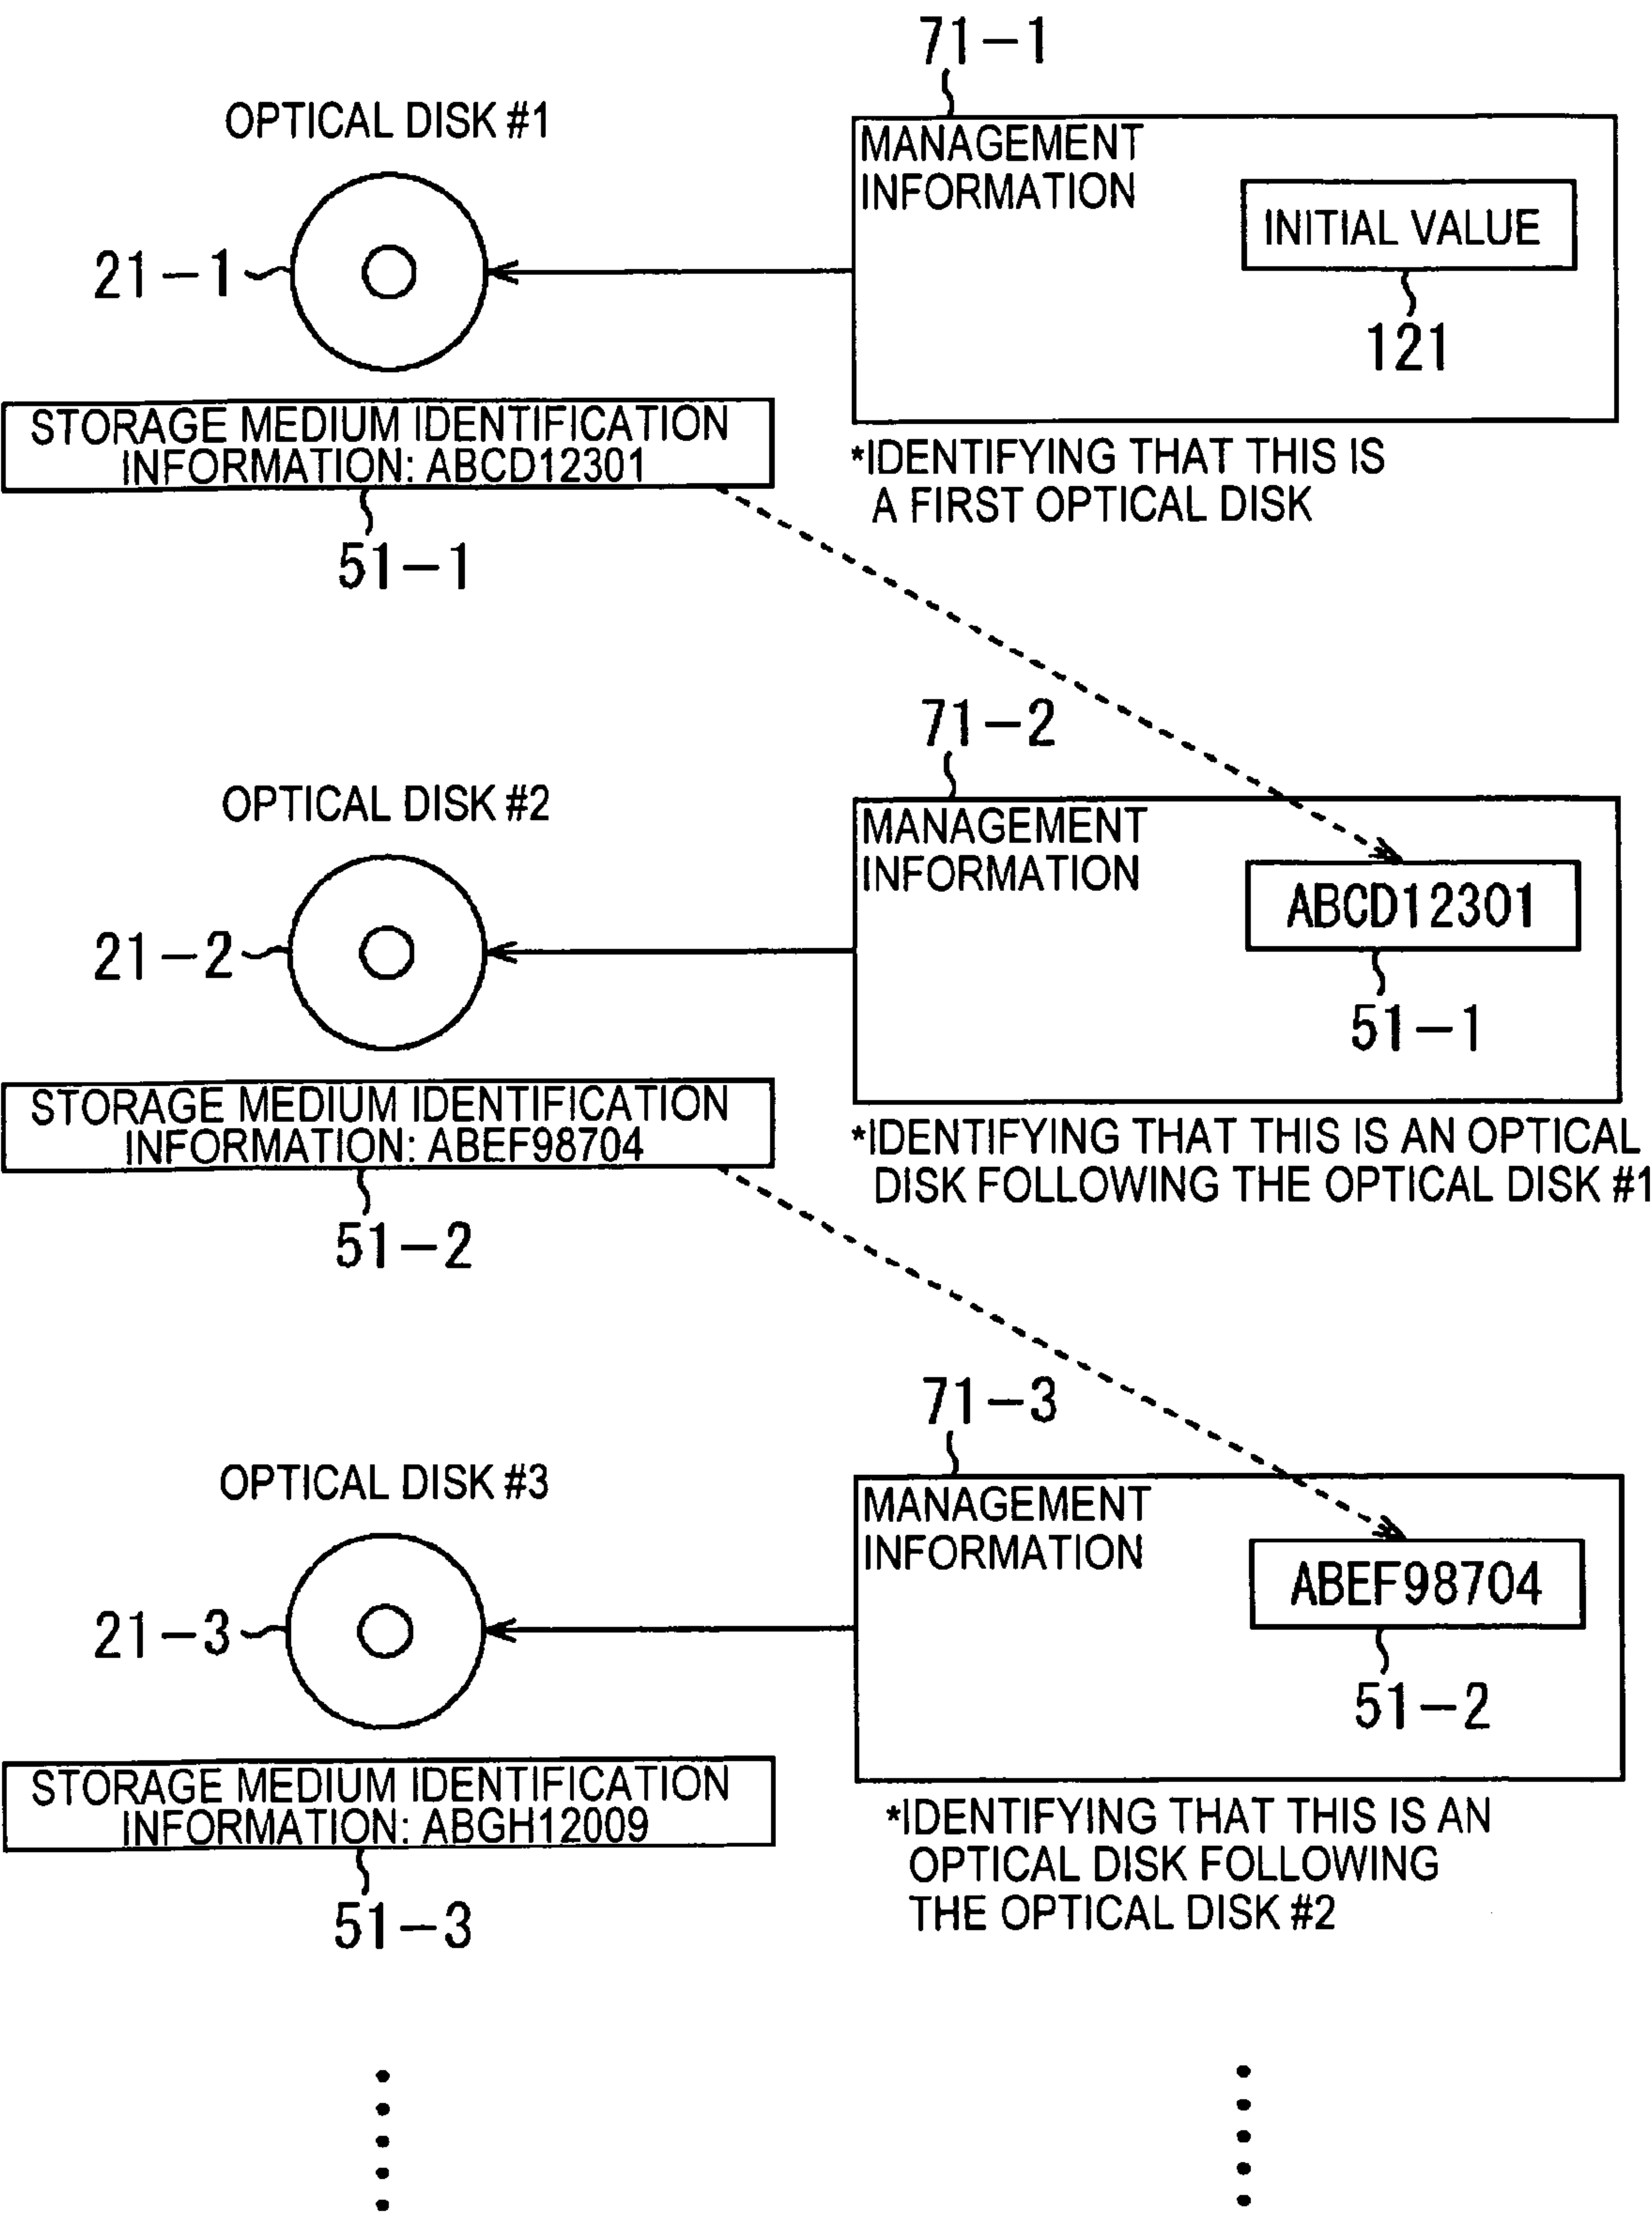 71-1
OPTICAL DISK #1
MANAGEMENT
INFORMATION
INITIAL VALUE
21-1
121
STORAGE MEDIUM IDENTIFICATION
INFORMATION: ABCD12301
*IDENTIFYING THAT THIS IS
A FIRST OPTICAL DISK
51-1
71-2
OPTICAL DISK #2
MANAGEMENT
INFORMATION
ABCD12301
21-2
51-1
STORAGE MEDIUM IDENTIFICATION
INFORMATION: ABEF98704
*IDENTIFYING THAT THIS IS AN OPTICAL
DISK FOLLOWING THE OPTICAL DISK #1
51-2
71-3
OPTICAL DISK #3
MANAGEMENT
INFORMATION
ABEF98704
21-3
51-2
STORAGE MEDIUM IDENTIFICATION
INFORMATION: ABGH12009
*IDENTIFYING THAT THIS IS AN
OPTICAL DISK FOLLOWING
THE OPTICAL DISK #2
51-3